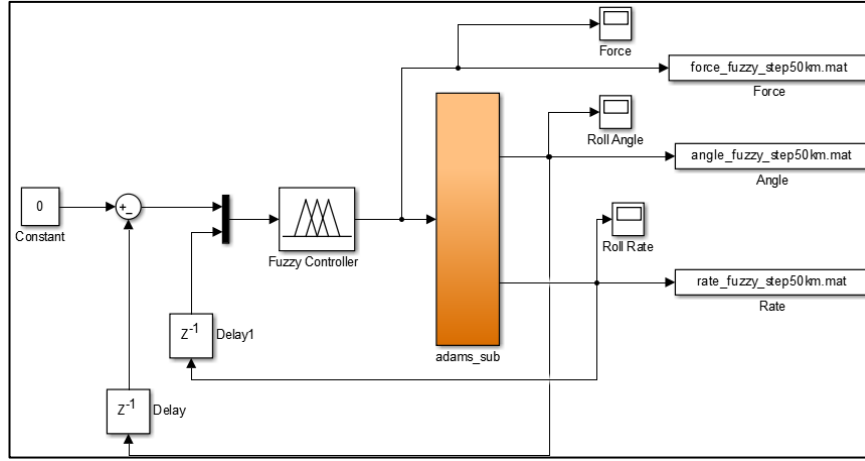 Force
force_fuzzy_step50km.mat
Force
Roll Angle
angle_fuzzy_step50km.mat
Angle
0
Constant
+
−
Fuzzy Controller
Roll Rate
rate_fuzzy_step50km.mat
Rate
adams_sub
Z-1
Delay1
Z-1
Delay